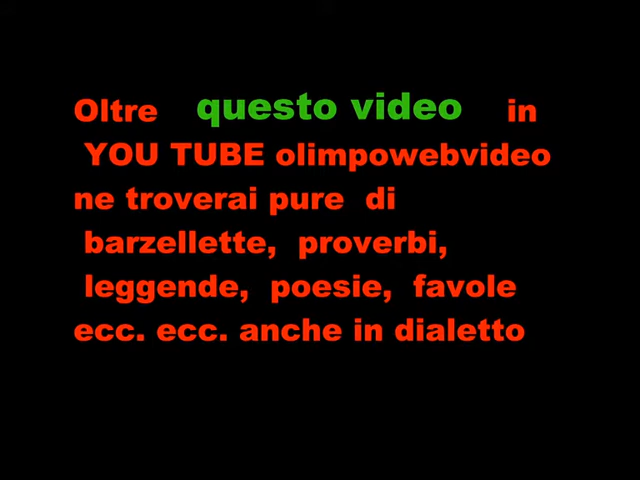 Oltre questo video in
YOU TUBE olimpowebvideo
ne troverai pure di
barzellette, proverbi,
leggende, poesie, favole
ecc. ecc. anche in dialetto